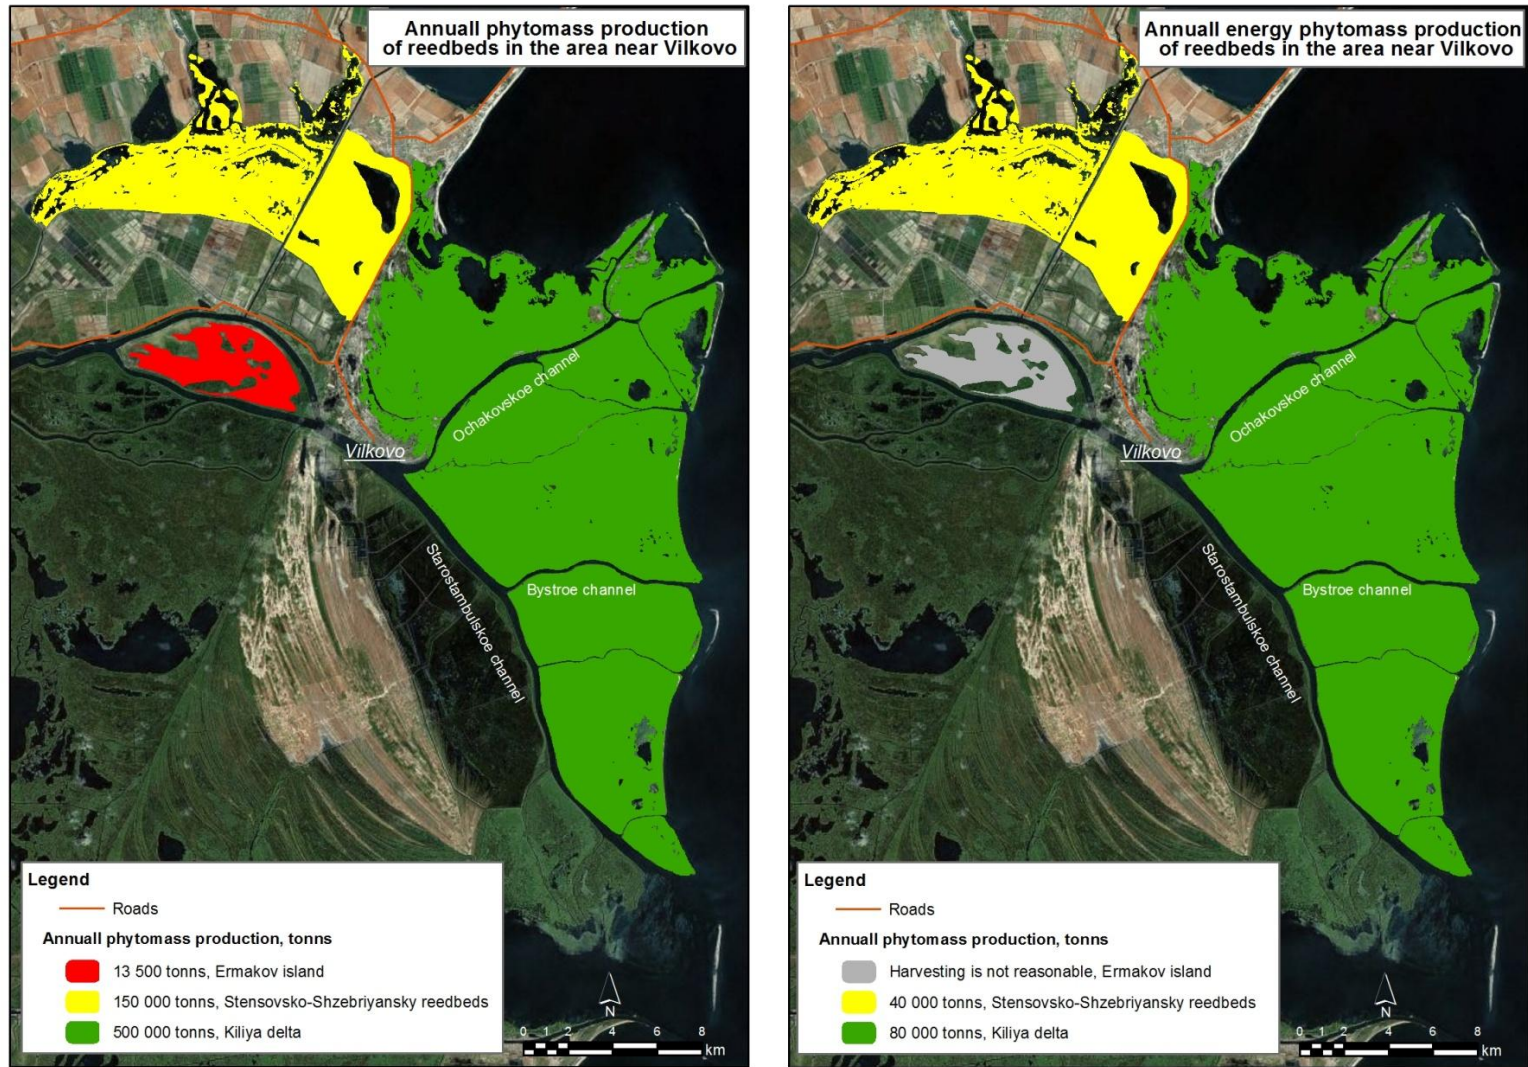 Annuall phytomass production
of reedbeds in the area near Vilkovo
Ochakovskoe channel
Vilkovo
Starostambulskoe channel
Bystroe channel
Legend
Roads
Annuall phytomass production, tonns
13 500 tonns, Ermakov island
150 000 tonns, Stensovsko-Shzebriyansky reedbeds
500 000 tonns, Kiliya delta
N
0 1 2 4 6 8
km
Annuall energy phytomass production
of reedbeds in the area near Vilkovo
Ochakovskoe channel
Vilkovo
Starostambulskoe channel
Bystroe channel
Legend
Roads
Annuall phytomass production, tonns
Harvesting is not reasonable, Ermakov island
40 000 tonns, Stensovsko-Shzebriyansky reedbeds
80 000 tonns, Kiliya delta
N
0 1 2 4 6 8
km